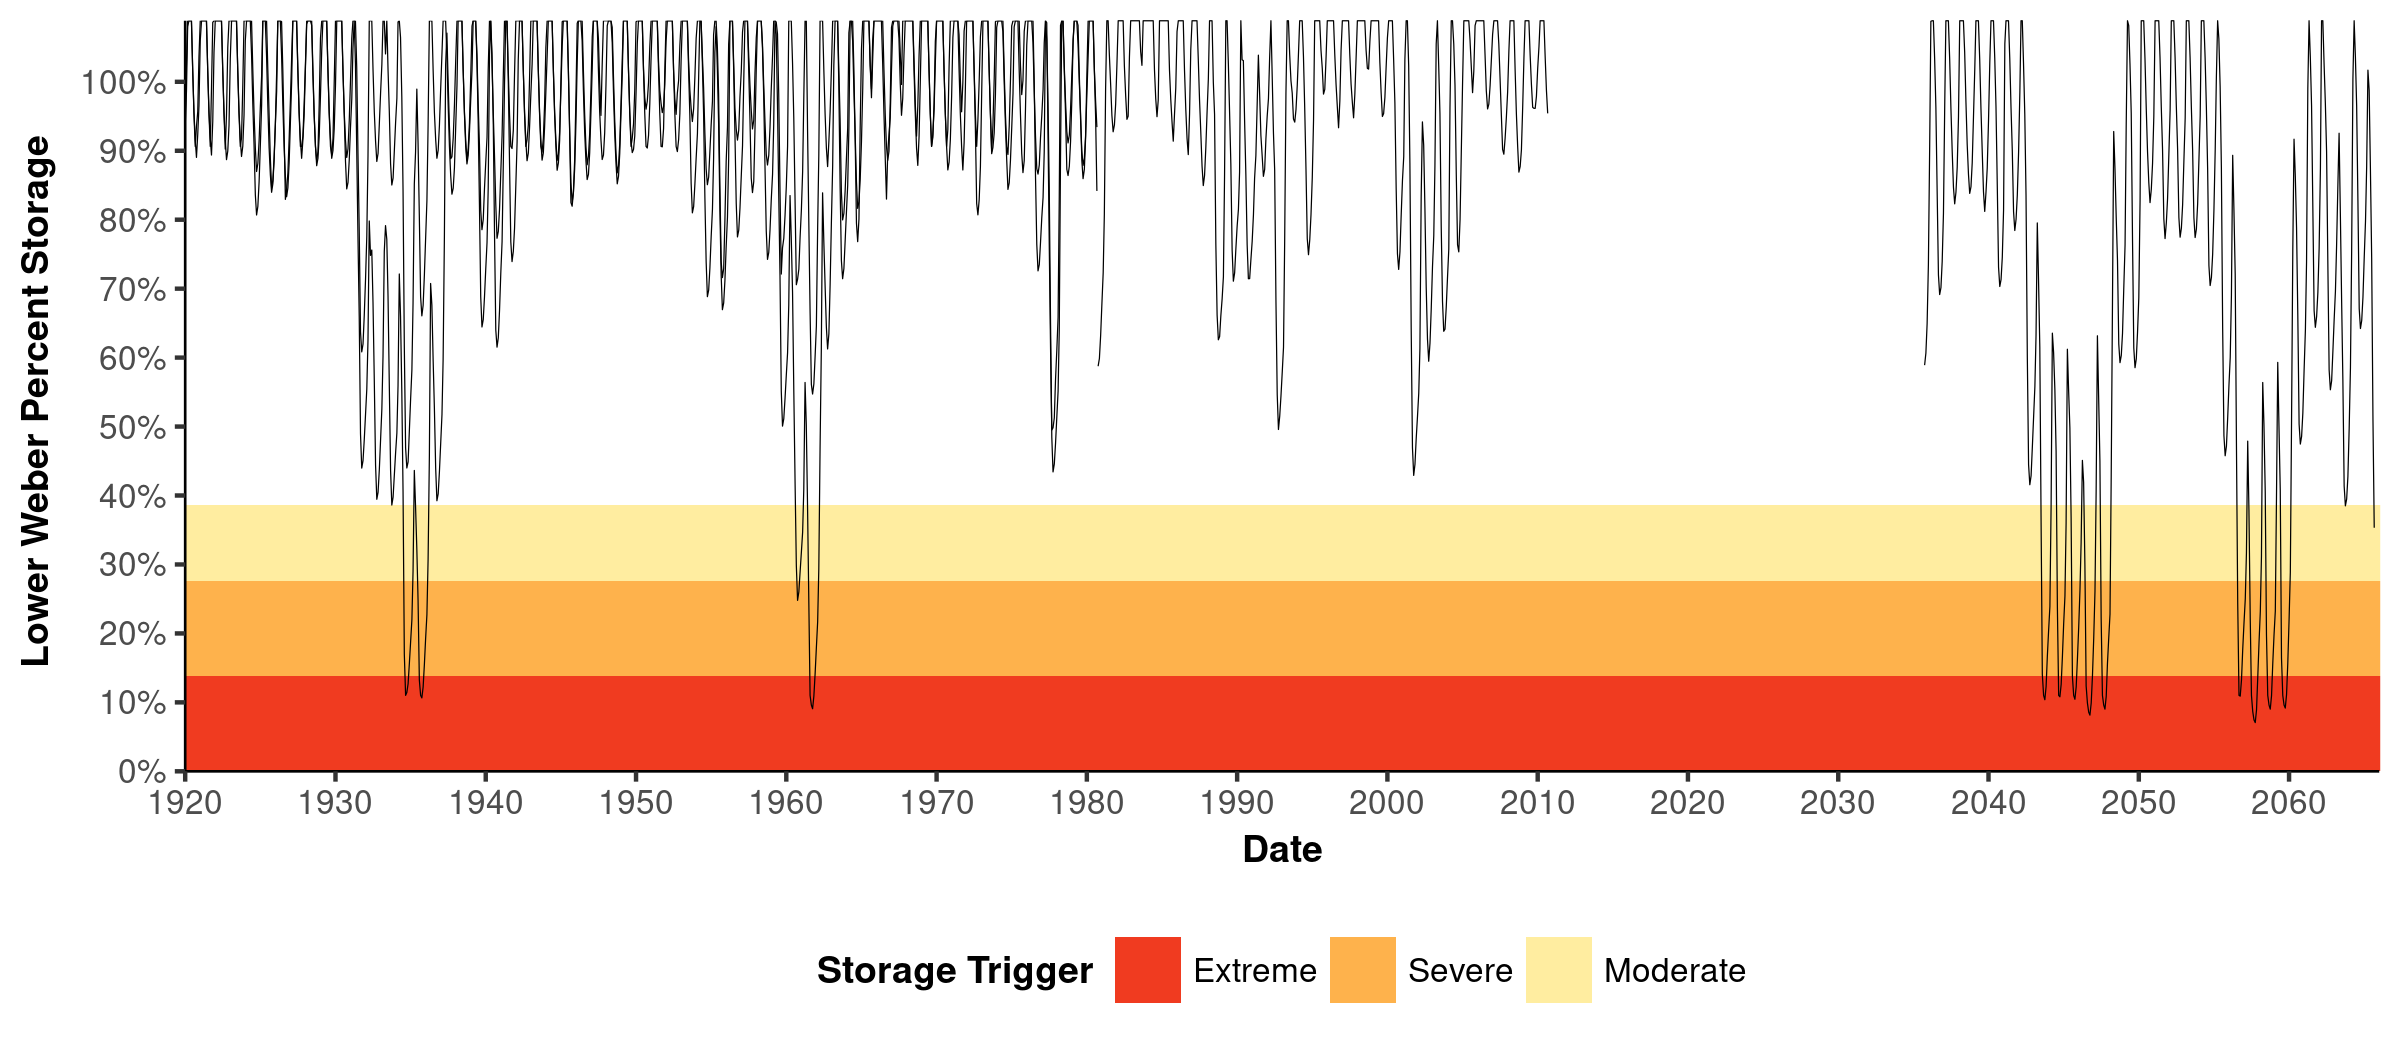 Lower Weber Percent Storage
100%
90%
80%
70%
60%
50%
40%
30%
20%
10%
0%
1920 1930 1940 1950 1960 1970 1980 1990 2000 2010 2020 2030 2040 2050 2060
Date
Storage Trigger Extreme Severe Moderate